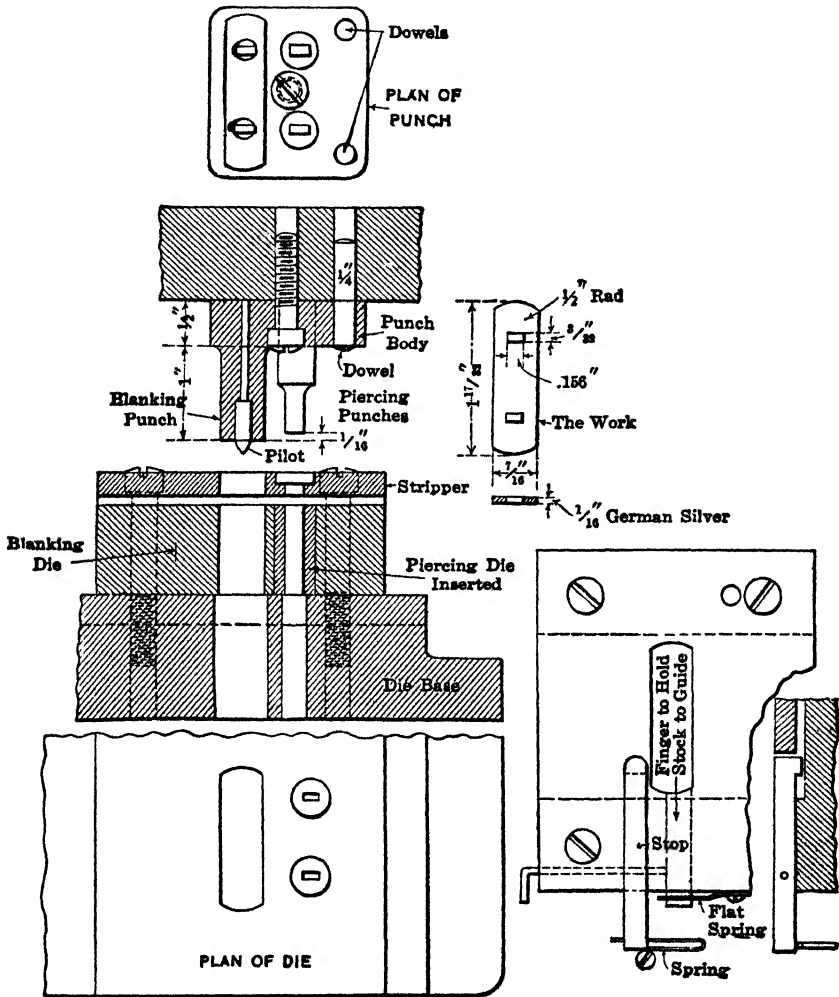 Dowels
PLAN OF
PUNCH
1/4"
1/2"
1"
Punch
Body
Dowel
Blanking
Punch
Piercing
Punches
1/16"
Pilot
1/2" Rad
3/32"
.156"
1 17/32"
The Work
7/16"
Stripper
1/16" German Silver
Blanking
Die
Piercing Die
Inserted
Die Base
Finger to Hold
Stock to Guide
Stop
Flat
Spring
Spring
PLAN OF DIE